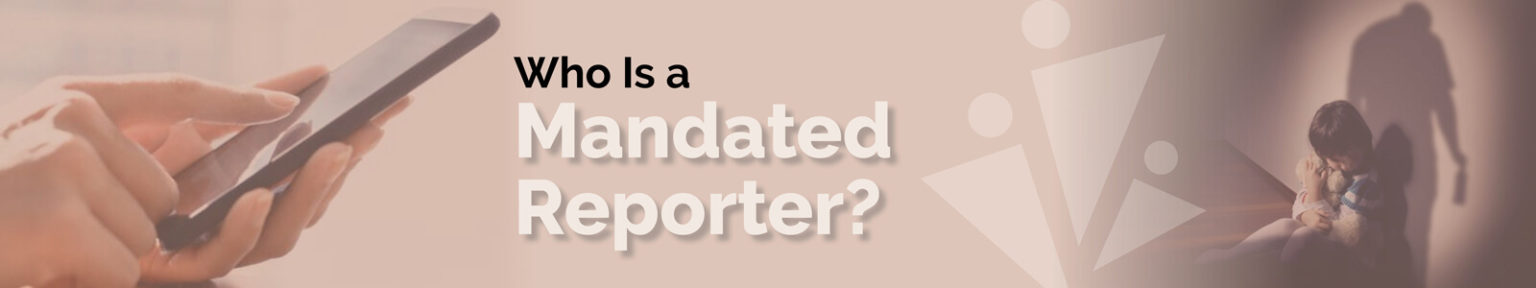 Who Is a
Mandated
Reporter?